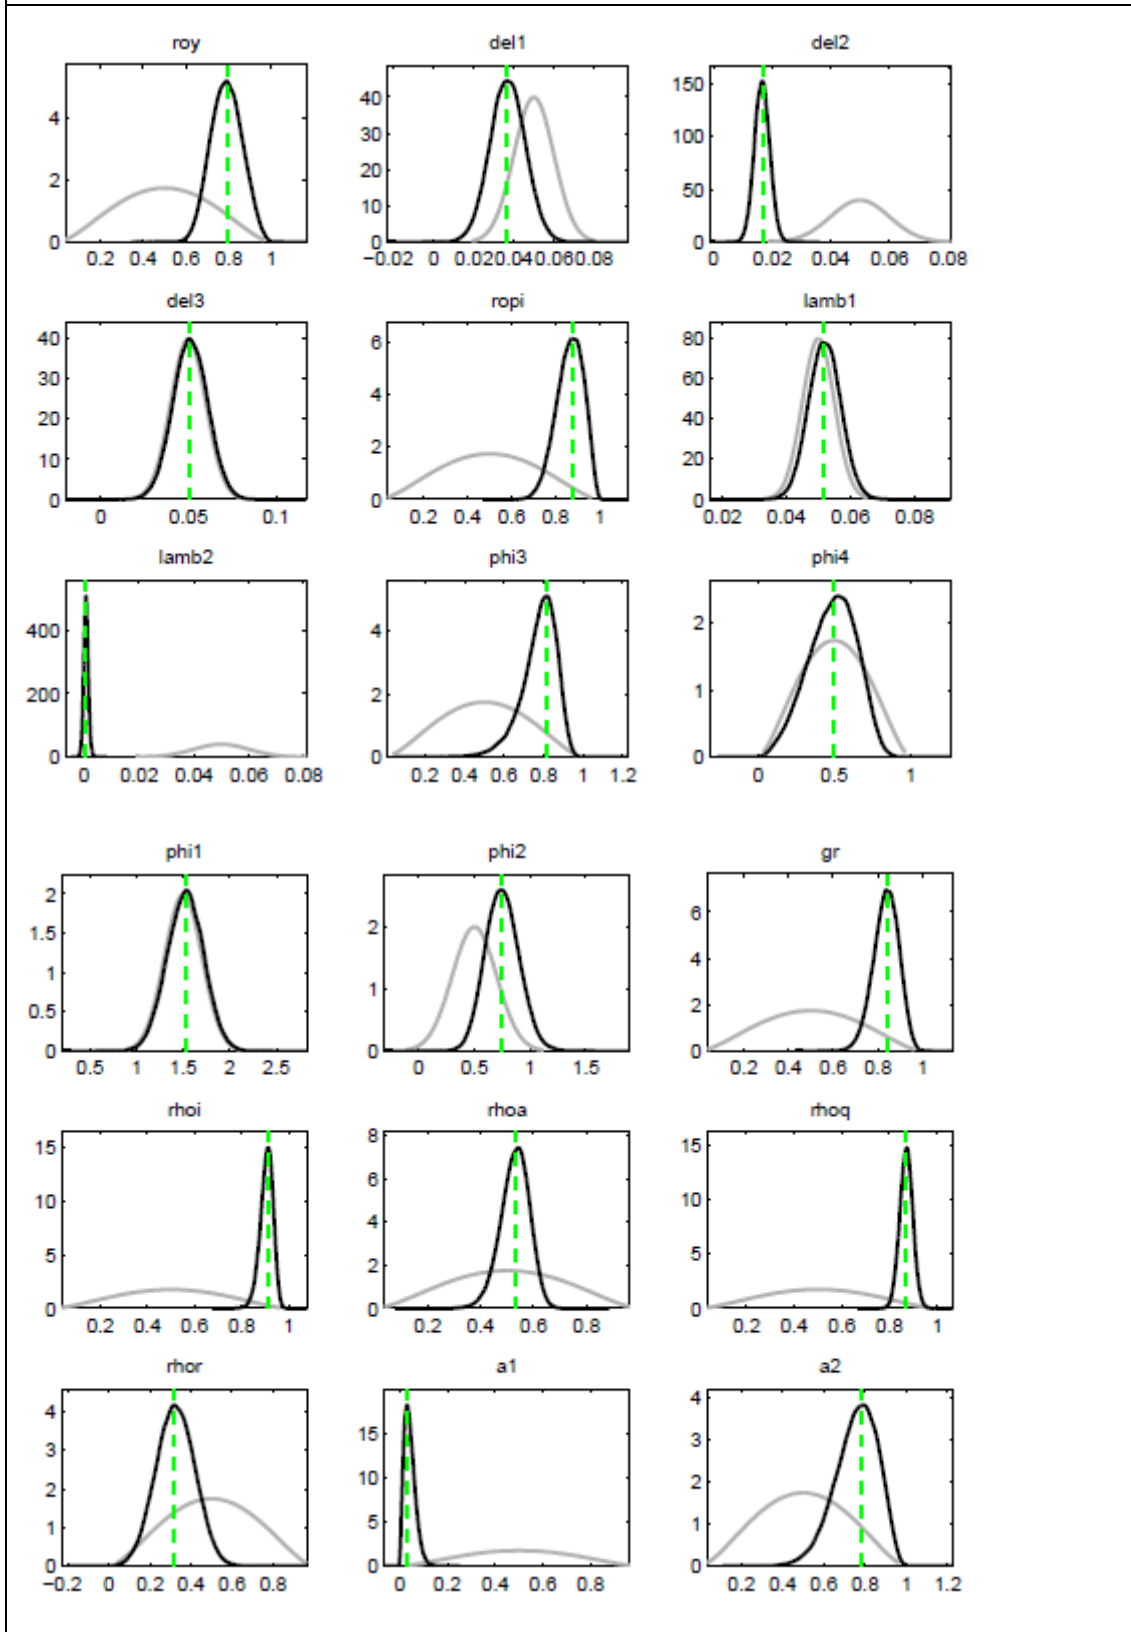 roy del1 del2
4 40 150
30 100
2 20 50
10
0 0 0
0.2 0.4 0.6 0.8 1 −0.02 0 0.020.040.060.08 0 0.02 0.04 0.06 0.08
del3 ropi lamb1
40 6 80
30 4 60
20 40
10 2 20
0 0 0
0 0.05 0.1 0.2 0.4 0.6 0.8 1 0.02 0.04 0.06 0.08
lamb2 phi3 phi4
400 4 2
200 2 1
0 0 0
0 0.02 0.04 0.06 0.08 0.2 0.4 0.6 0.8 1 1.2 0 0.5 1
phi1 phi2 gr
2 2 6
1.5 4
1 1 2
0.5
0 0 0
0.5 1 1.5 2 2.5 0 0.5 1 1.5 0.2 0.4 0.6 0.8 1
rhoi rhoa rhoq
15 8 15
10 6 10
5 4 5
2
0 0 0
0.2 0.4 0.6 0.8 1 0.2 0.4 0.6 0.8 0.2 0.4 0.6 0.8 1
rhor a1 a2
4 15 4
3 10 3
2 5 2
1 1
0 0 0
−0.2 0 0.2 0.4 0.6 0.8 0 0.2 0.4 0.6 0.8 0.2 0.4 0.6 0.8 1 1.2